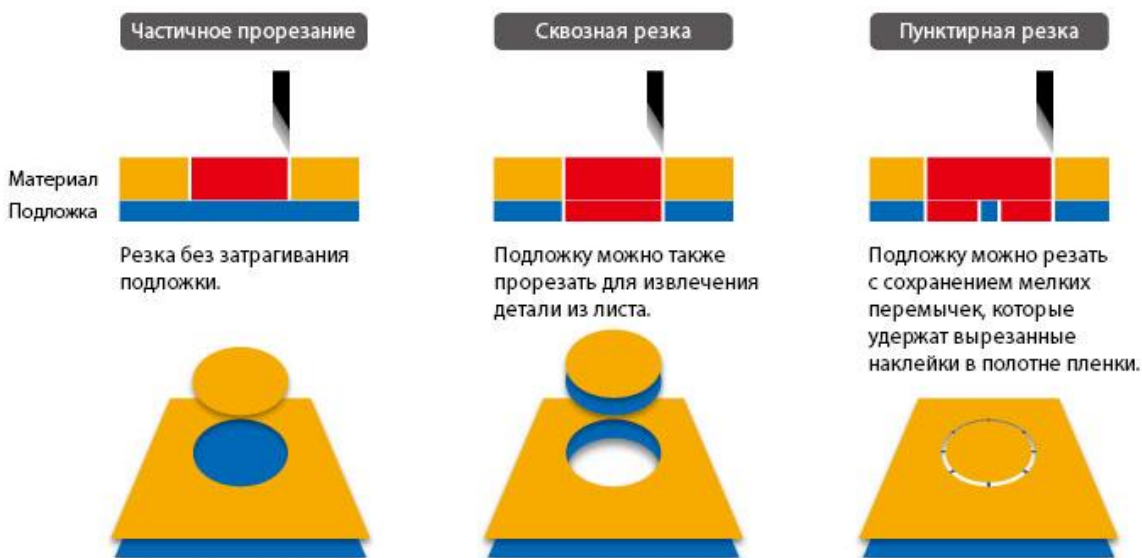 Частичное прорезание
Сквозная резка
Пунктирная резка
Материал
Подложка
Резка без затрагивания
подложки.
Подложку можно также
прорезать для извлечения
детали из листа.
Подложку можно резать
с сохранением мелких
перемычек, которые
удержат вырезанные
наклейки в полотне пленки.